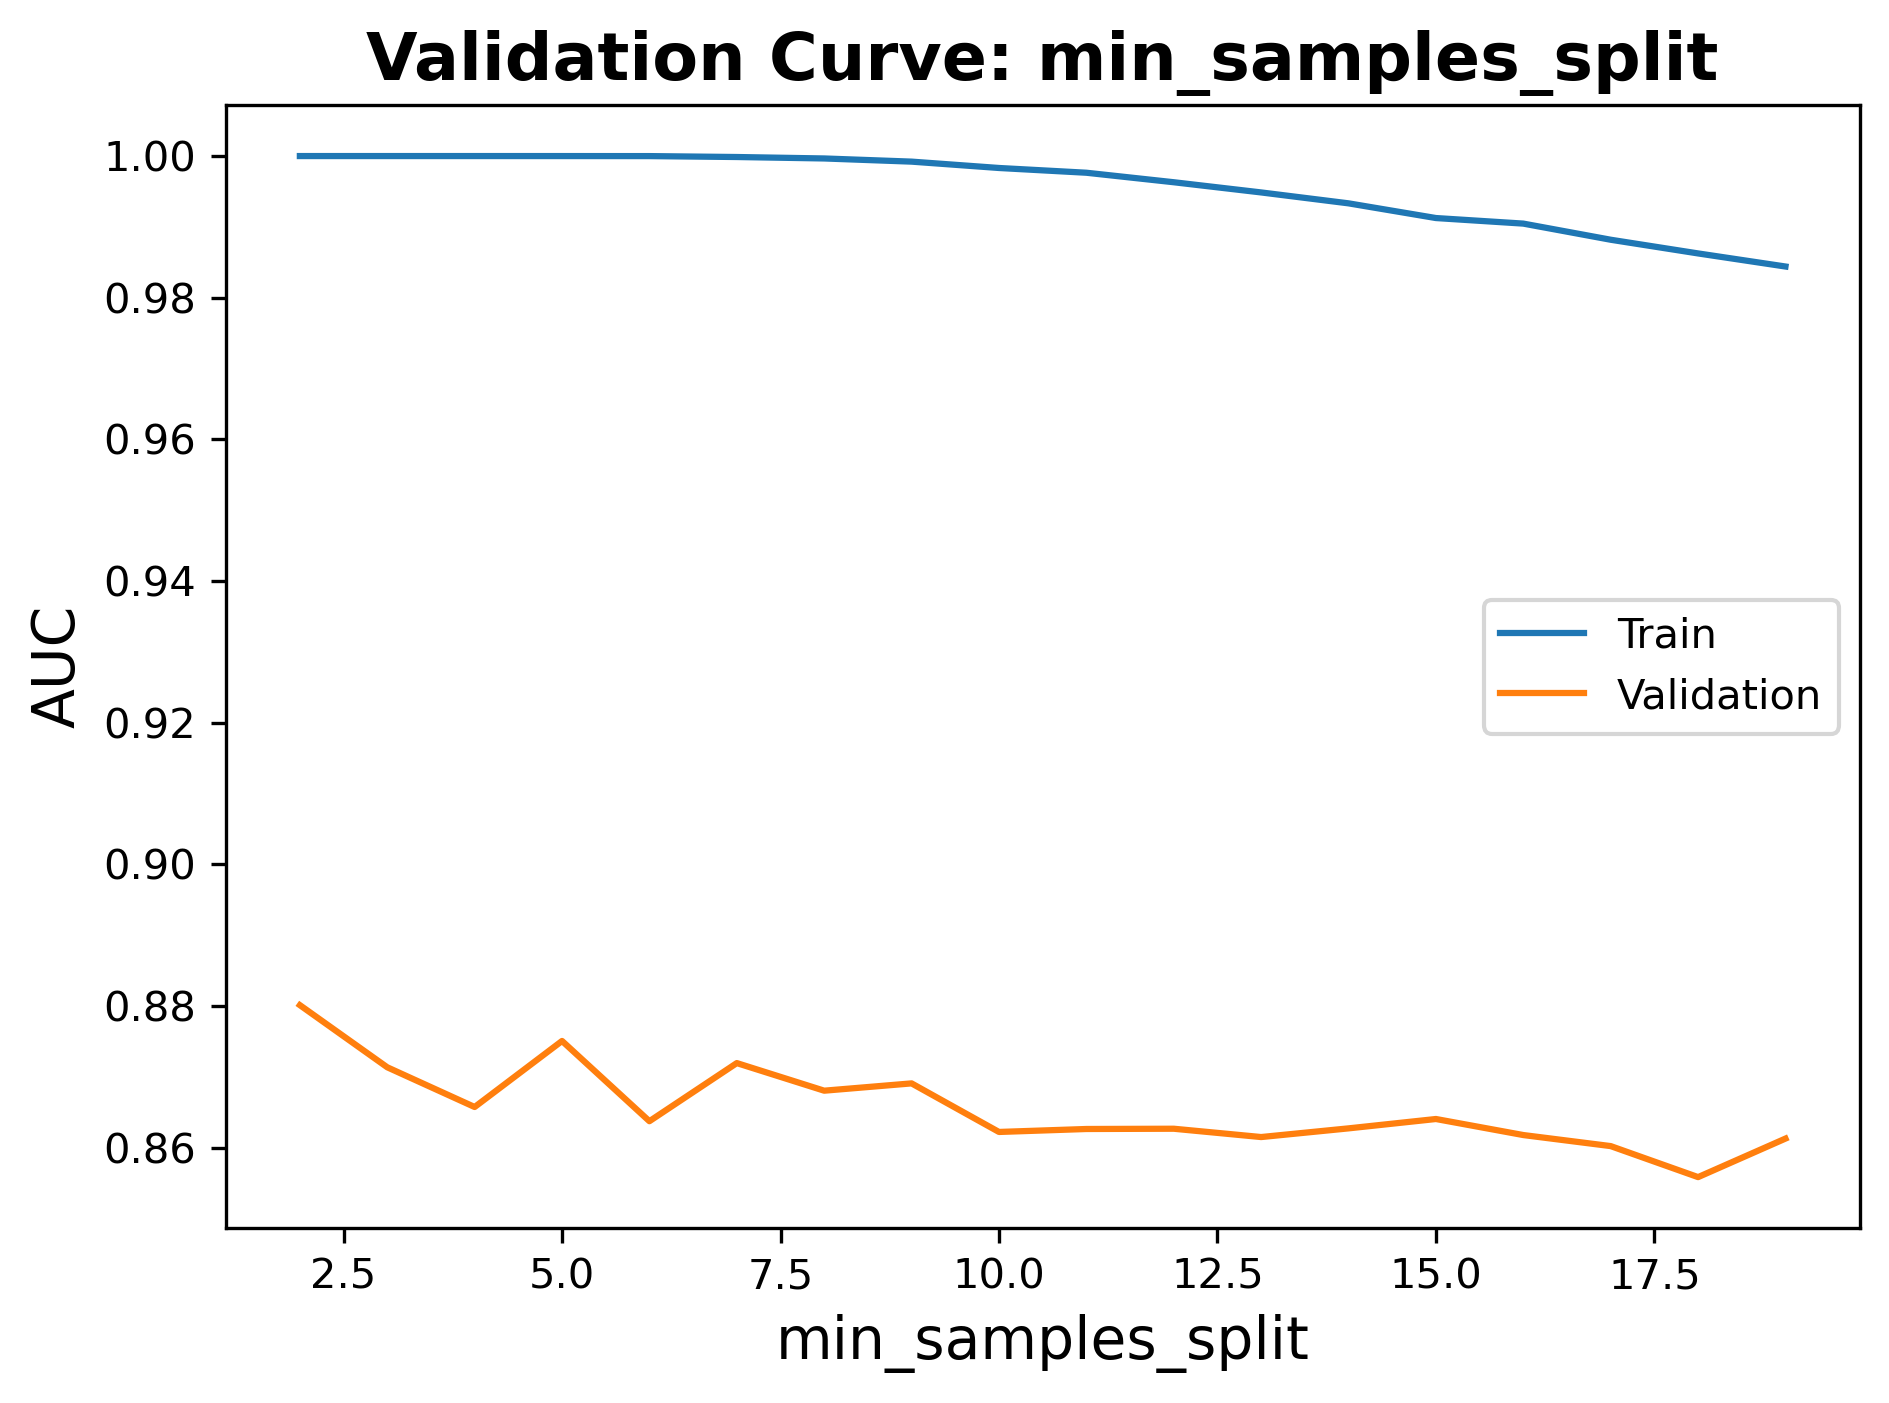 Validation Curve: min_samples_split
1.00
0.98
0.96
0.94
0.92
0.90
0.88
0.86
AUC
Train
Validation
2.5 5.0 7.5 10.0 12.5 15.0 17.5
min_samples_split